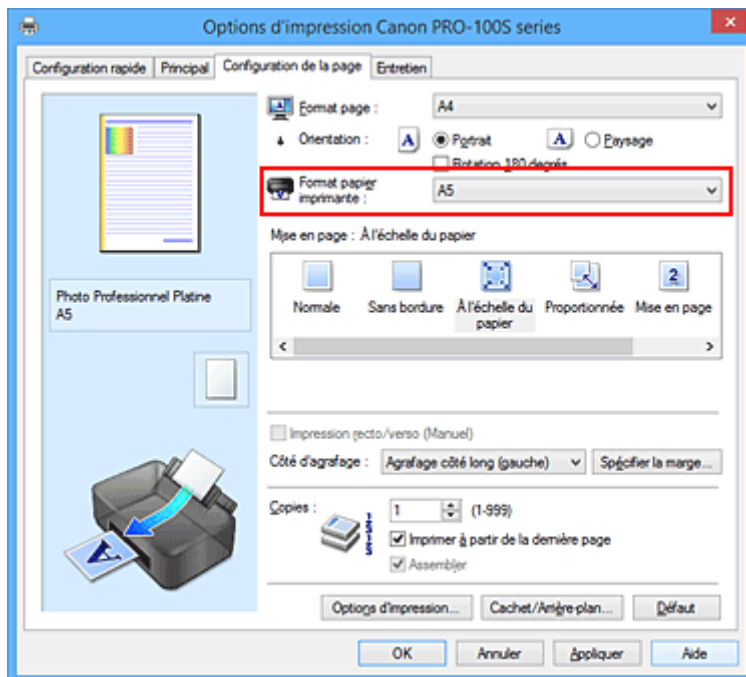 Options d'impression Canon PRO-100S series
Configuration rapide Principal Configuration de la page Entretien
Format page : A4
Orientation : A Portrait A Paysage
Rotation 180 degrés
Format papier imprimante : A5
Mise en page : À l'échelle du papier
Normale Sans bordure À l'échelle du papier Proportionnée Mise en page
Photo Professionnel Platine
A5
Impression recto/verso (Manuel)
Côté d'agrafage : Agrafage côté long (gauche) Spécifier la marge...
Copies : 1 (1-999)
Imprimer à partir de la dernière page
Assembler
Options d'impression... Cachet/Arrière-plan... Défaut
OK Annuler Appliquer Aide